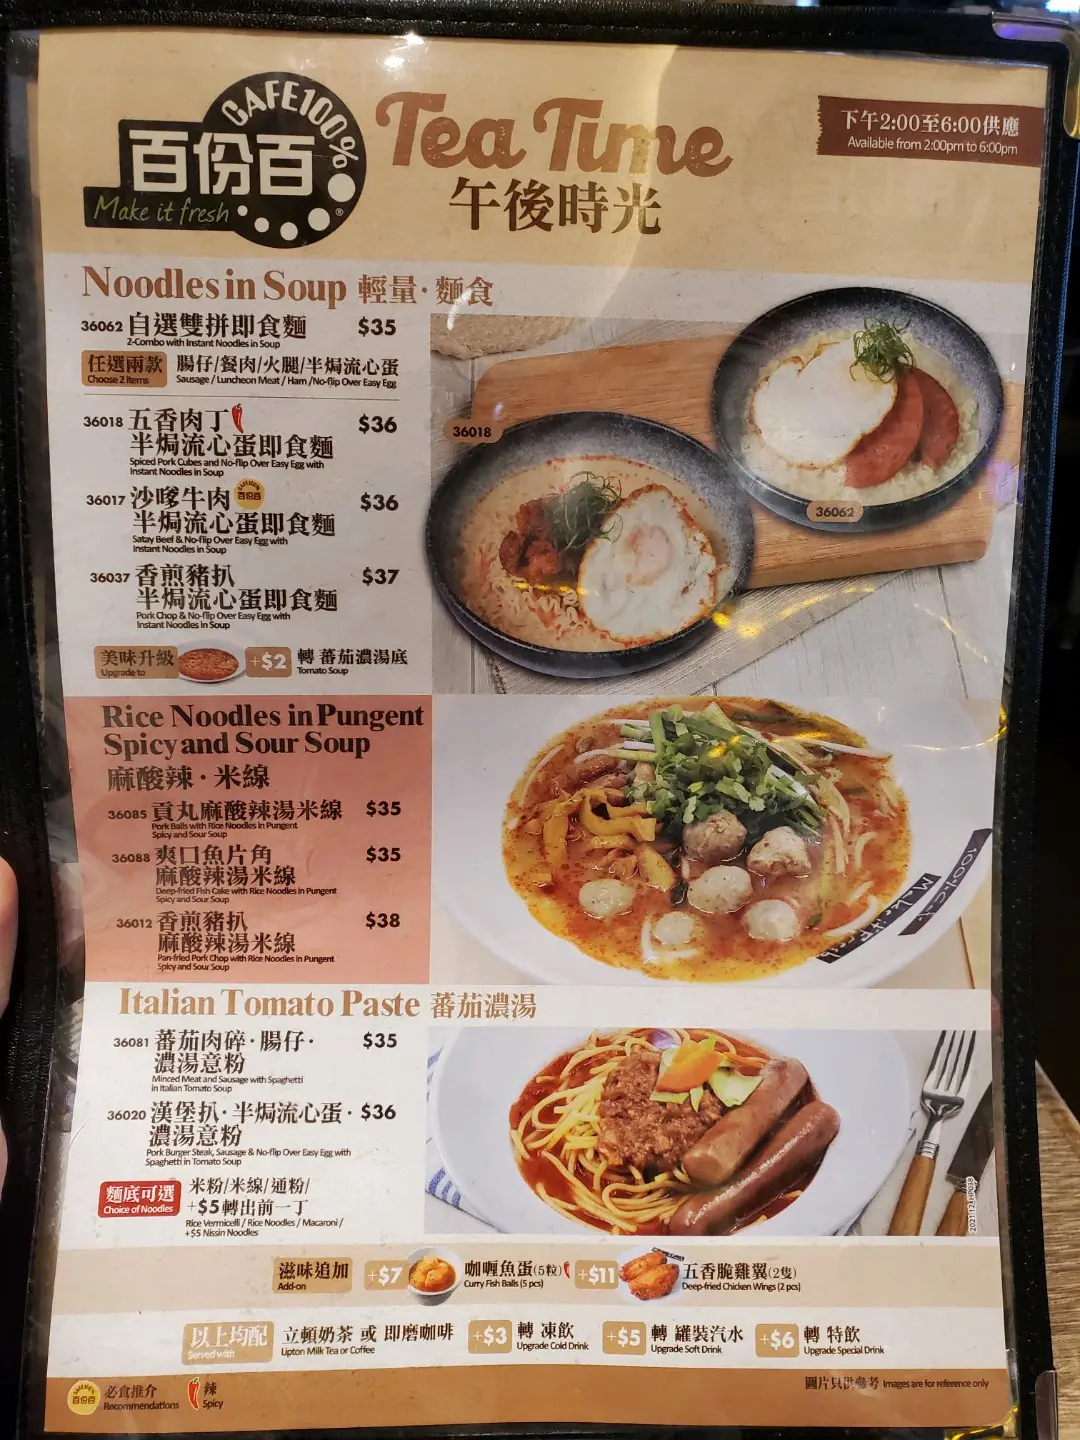 CAFE100%
百份百
Make it fresh
®
Tea Time
午後時光
下午2:00至6:00供應
Available from 2:00pm to 6:00pm
Noodles in Soup 輕量·麵食
36062 自選雙拼即食麵 $35
2-Combo with Instant Noodles in Soup
任選兩款 腸仔/餐肉/火腿/半焗流心蛋
Choose 2 items Sausage / Luncheon Meat / Ham /No-flip Over Easy Egg
36018 五香肉丁 $36
半焗流心蛋即食麵
Spiced Pork Cubes and No-flip Over Easy Egg with
Instant Noodles in Soup
36017 沙嗲牛肉 百份百 $36
半焗流心蛋即食麵
Satay Beef & No-flip Over Easy Egg with
Instant Noodles in Soup
36037 香煎豬扒 $37
半焗流心蛋即食麵
Pork Chop & No-flip Over Easy Egg with
Instant Noodles in Soup
美味升級 +$2 轉 蕃茄濃湯底
Upgrade to Tomato Soup
36018
36062
Rice Noodles in Pungent
Spicy and Sour Soup
麻酸辣·米線
36085 貢丸麻酸辣湯米線 $35
Pork Balls with Rice Noodles in Pungent
Spicy and Sour Soup
36088 爽口魚片角 $35
麻酸辣湯米線
Deep-fried Fish Cake with Rice Noodles in Pungent
Spicy and Sour Soup
36012 香煎豬扒 $38
麻酸辣湯米線
Pan-fried Pork Chop with Rice Noodles in Pungent
Spicy and Sour Soup
Italian Tomato Paste 蕃茄濃湯
36081 蕃茄肉碎·腸仔· $35
濃湯意粉
Minced Meat and Sausage with Spaghetti
in Italian Tomato Soup
36020 漢堡扒·半焗流心蛋· $36
濃湯意粉
Pork Burger Steak, Sausage & No-flip Over Easy Egg with
Spaghetti in Tomato Soup
麵底可選 米粉/米線/通粉/
Choice of Noodles +$5轉出前一丁
Rice Vermicelli / Rice Noodles / Macaroni /
+$5 Nissin Noodles
2021.12-HP03B
滋味追加 +$7 咖喱魚蛋(5粒) +$11 五香脆雞翼(2隻)
Add-on Curry Fish Balls (5 pcs) Deep-fried Chicken Wings (2 pcs)
以上均配 立頓奶茶 或 即磨咖啡 +$3 轉 凍飲 +$5 轉 罐裝汽水 +$6 轉 特飲
Served with Lipton Milk Tea or Coffee Upgrade Cold Drink Upgrade Soft Drink Upgrade Special Drink
百份百 必食推介 辣
Recommendations Spicy
圖片只供參考 Images are for reference only